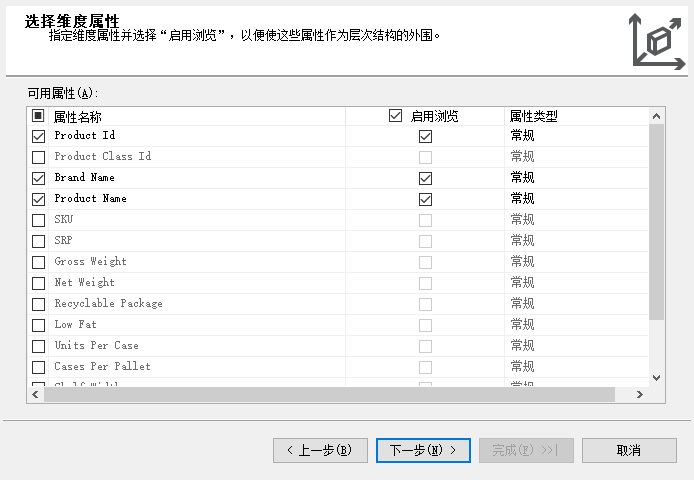 选择维度属性
指定维度属性并选择“启用浏览”，以便使这些属性作为层次结构的外围。
可用属性(A):
属性名称 启用浏览 属性类型
Product Id 常规
Product Class Id 常规
Brand Name 常规
Product Name 常规
SKU 常规
SRP 常规
Gross Weight 常规
Net Weight 常规
Recyclable Package 常规
Low Fat 常规
Units Per Case 常规
Cases Per Pallet 常规
Shelf Width 常规
< 上一步(B) 下一步(N) > 完成(F) >>| 取消